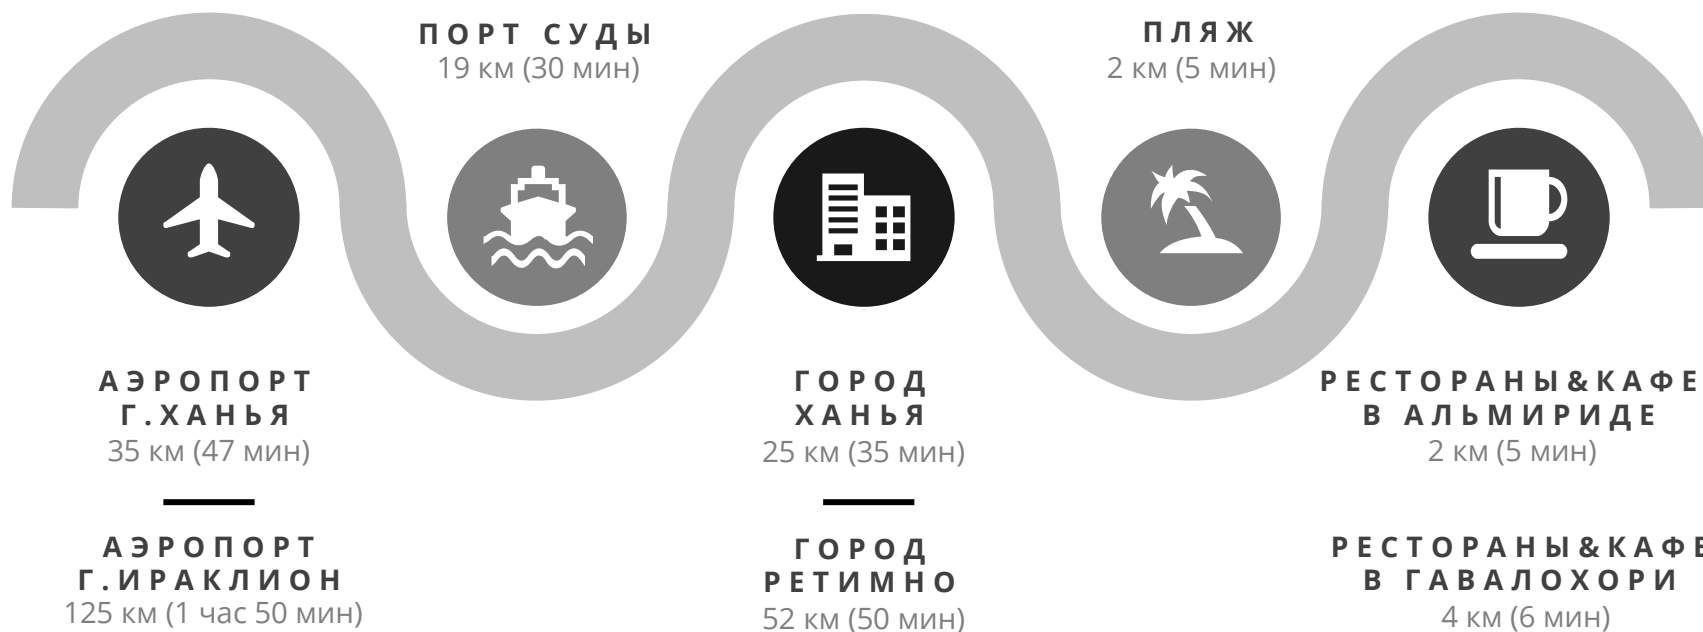 ПОРТ СУДЫ
19 км (30 мин)
ПЛЯЖ
2 км (5 мин)
АЭРОПОРТ
Г.ХАНЬЯ
35 км (47 мин)
ГОРОД
ХАНЬЯ
25 км (35 мин)
РЕСТОРАНЫ&КАФЕ
В АЛЬМИРИДЕ
2 км (5 мин)
АЭРОПОРТ
Г.ИРАКЛИОН
125 км (1 час 50 мин)
ГОРОД
РЕТИМНО
52 км (50 мин)
РЕСТОРАНЫ&КАФЕ
В ГАВАЛОХОРИ
4 км (6 мин)